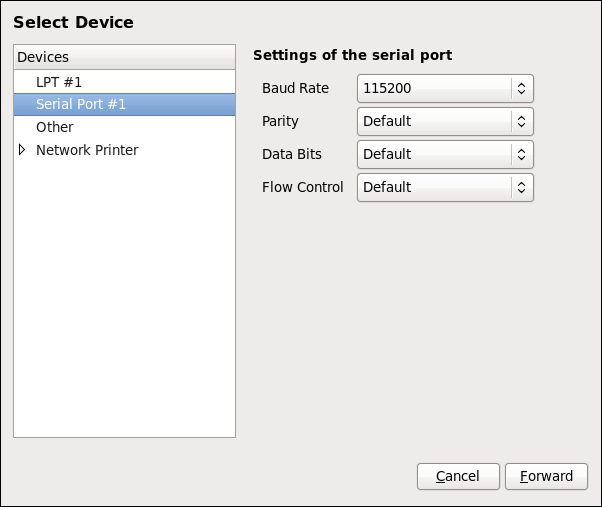 Select Device
Devices
LPT #1
Serial Port #1
Other
Network Printer
Settings of the serial port
Baud Rate 115200
Parity Default
Data Bits Default
Flow Control Default
Cancel Forward